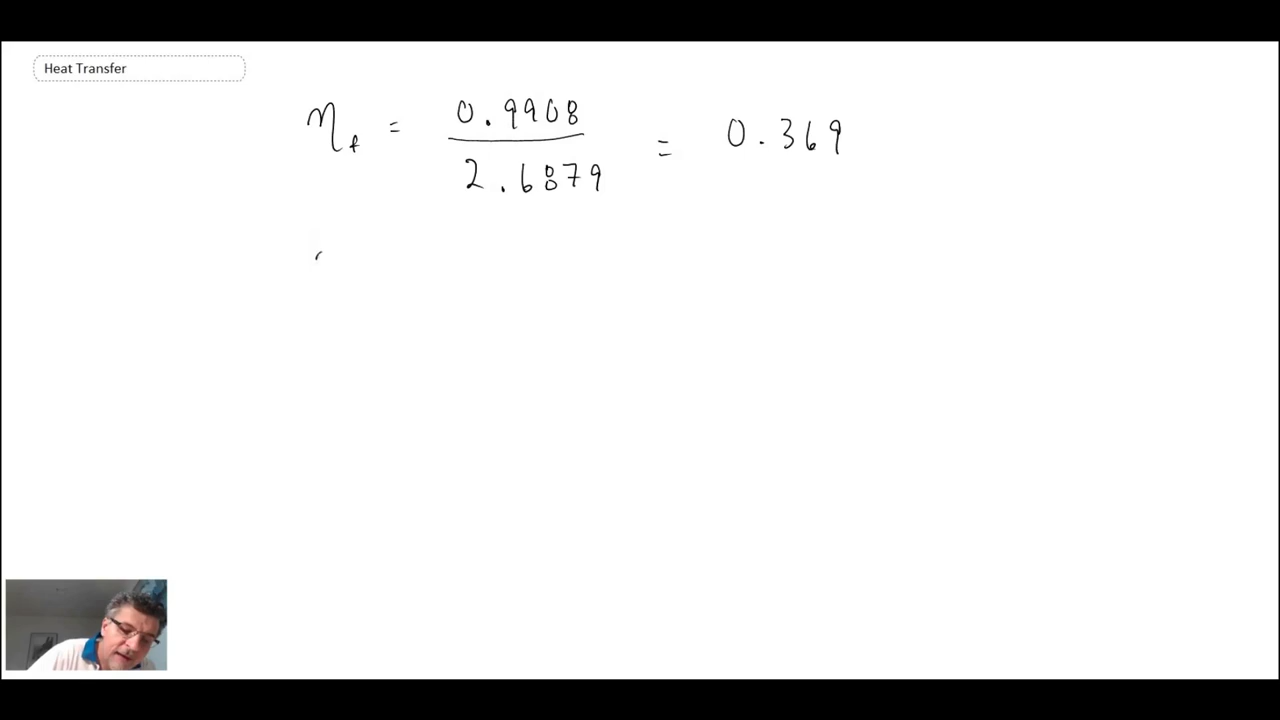 Heat Transfer
η_f = 0.9908 / 2.6879 = 0.369